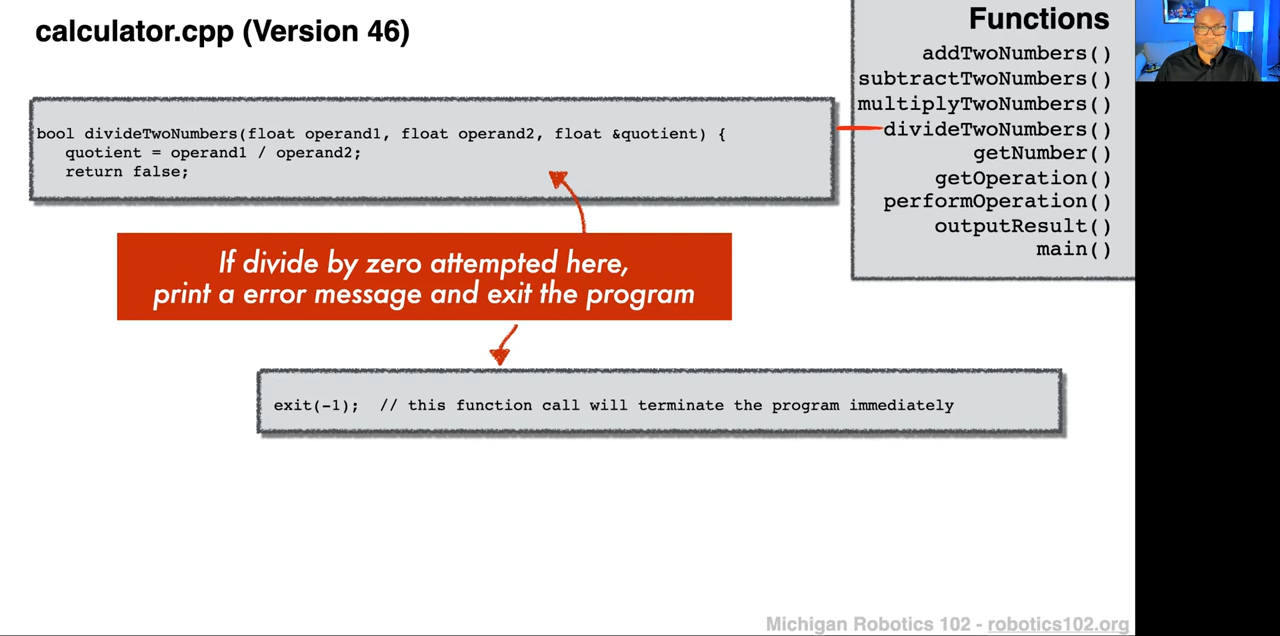 calculator.cpp (Version 46)
bool divideTwoNumbers(float operand1, float operand2, float &quotient) {
quotient = operand1 / operand2;
return false;
If divide by zero attempted here,
print a error message and exit the program
exit(-1);  // this function call will terminate the program immediately
Functions
addTwoNumbers()
subtractTwoNumbers()
multiplyTwoNumbers()
divideTwoNumbers()
getNumber()
getOperation()
performOperation()
outputResult()
main()
Michigan Robotics 102 - robotics102.org